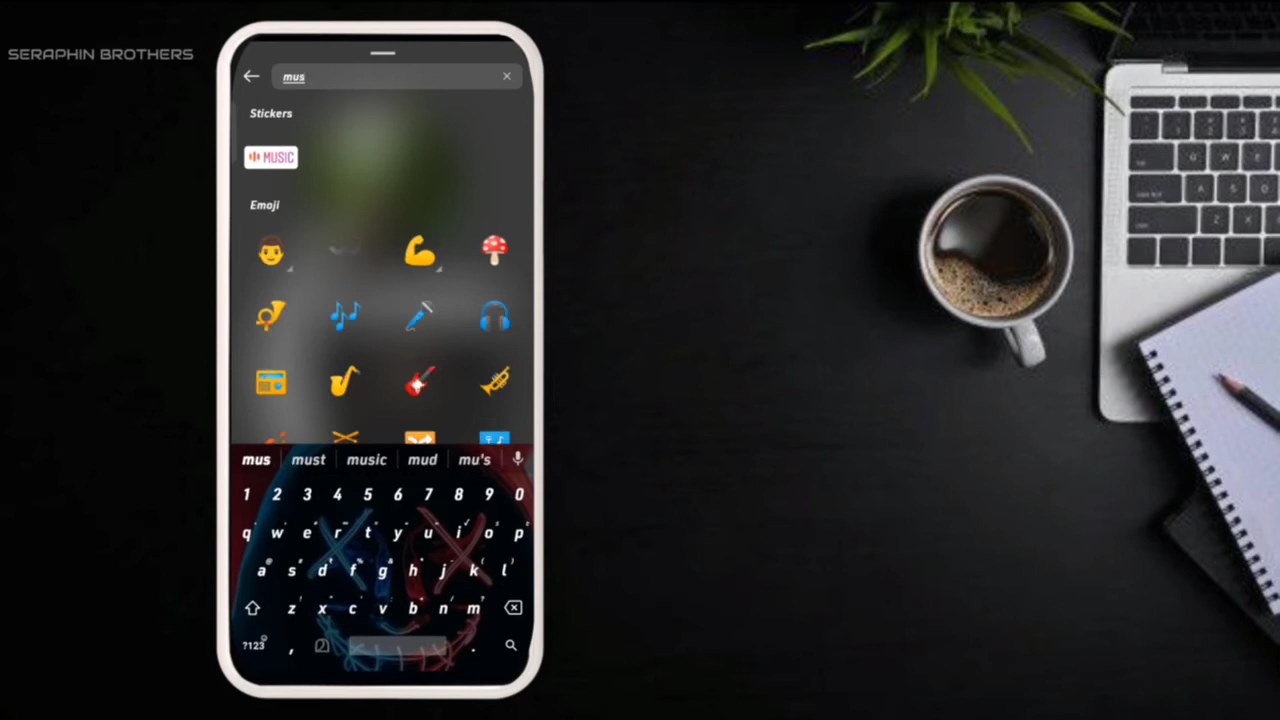 SERAPHIN BROTHERS
mus
Stickers
MUSIC
Emoji
mus must music mud mu's
1 2 3 4 5 6 7 8 9 0
q w e r t y u i o p
a s d f g h j k l
z x c v b n m
?123 , .